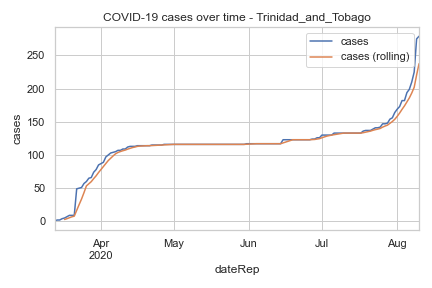 COVID-19 cases over time - Trinidad_and_Tobago
cases
cases (rolling)
250
200
150
100
50
0
cases
Apr
2020
May
Jun
Jul
Aug
dateRep